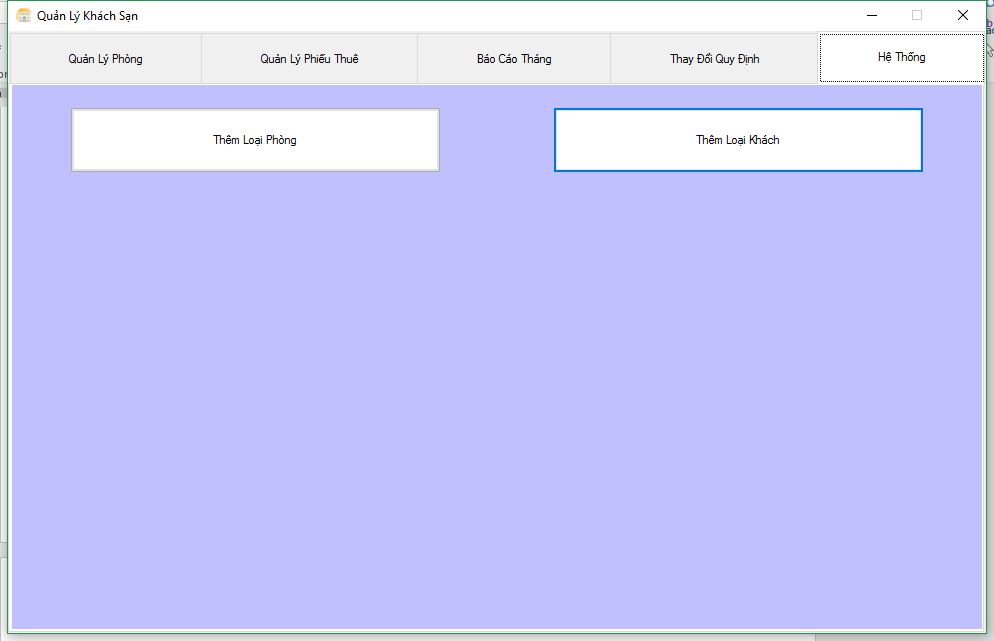 Quản Lý Khách Sạn
Quản Lý Phòng
Quản Lý Phiếu Thuê
Báo Cáo Tháng
Thay Đổi Quy Định
Hệ Thống
Thêm Loại Phòng
Thêm Loại Khách